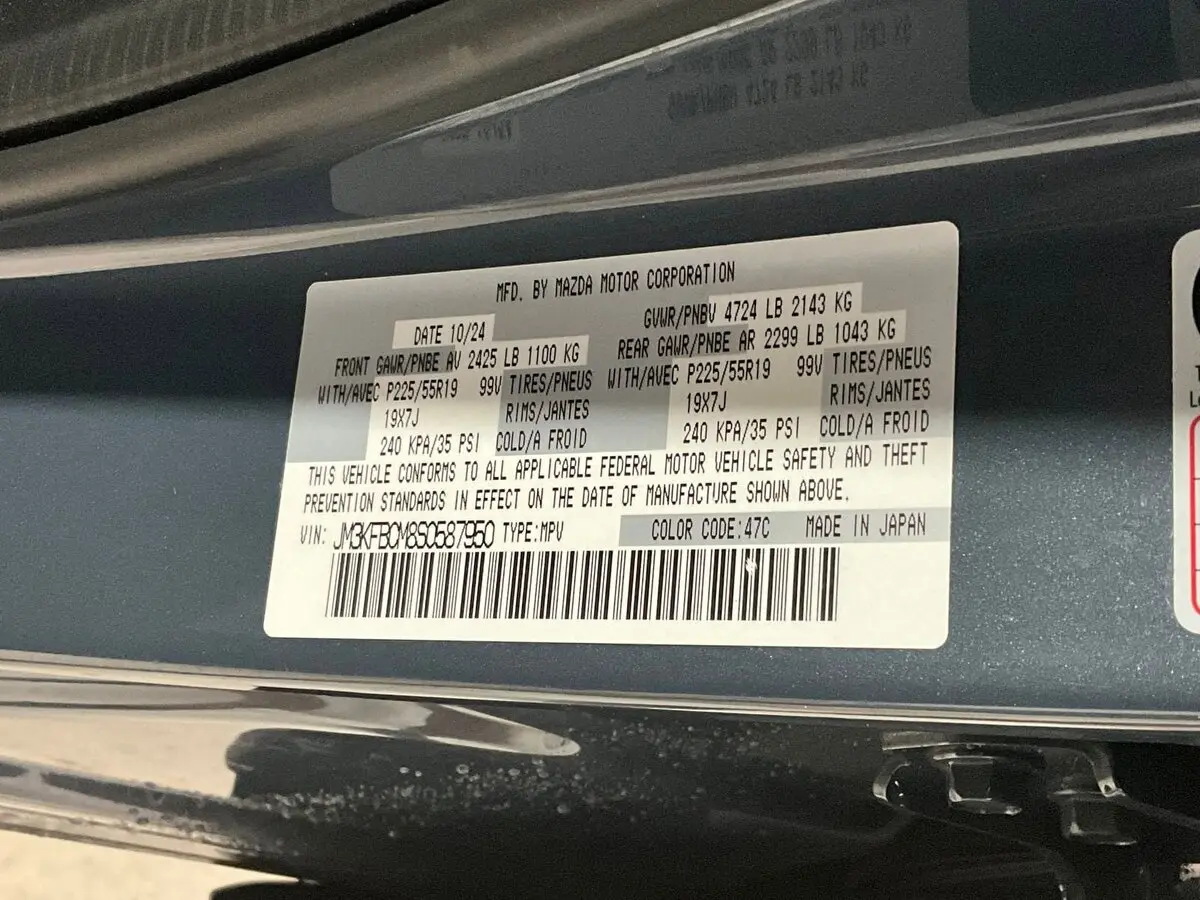 MFD. BY MAZDA MOTOR CORPORATION
DATE 10/24 GVWR/PNBV 4724 LB 2143 KG
FRONT GAWR/PNBE AV 2425 LB 1100 KG REAR GAWR/PNBE AR 2299 LB 1043 KG
WITH/AVEC P225/55R19 99V TIRES/PNEUS WITH/AVEC P225/55R19 99V TIRES/PNEUS
19X7J RIMS/JANTES 19X7J RIMS/JANTES
240 KPA/35 PSI COLD/A FROID 240 KPA/35 PSI COLD/A FROID
THIS VEHICLE CONFORMS TO ALL APPLICABLE FEDERAL MOTOR VEHICLE SAFETY AND THEFT
PREVENTION STANDARDS IN EFFECT ON THE DATE OF MANUFACTURE SHOWN ABOVE.
VIN: JM3KFBCM8S0587950 TYPE:MPV COLOR CODE:47C MADE IN JAPAN